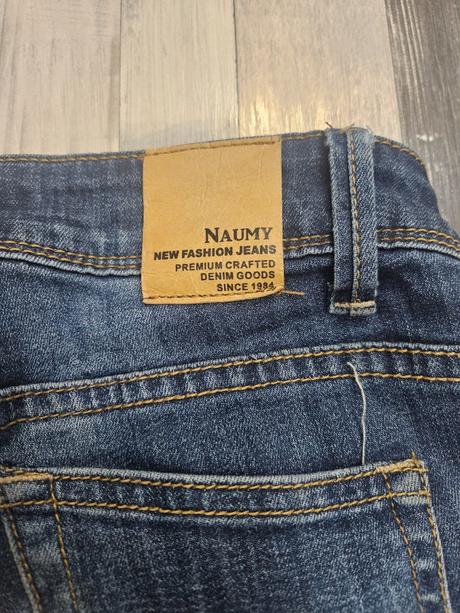 NAUMY
NEW FASHION JEANS
PREMIUM CRAFTED
DENIM GOODS
SINCE 1984